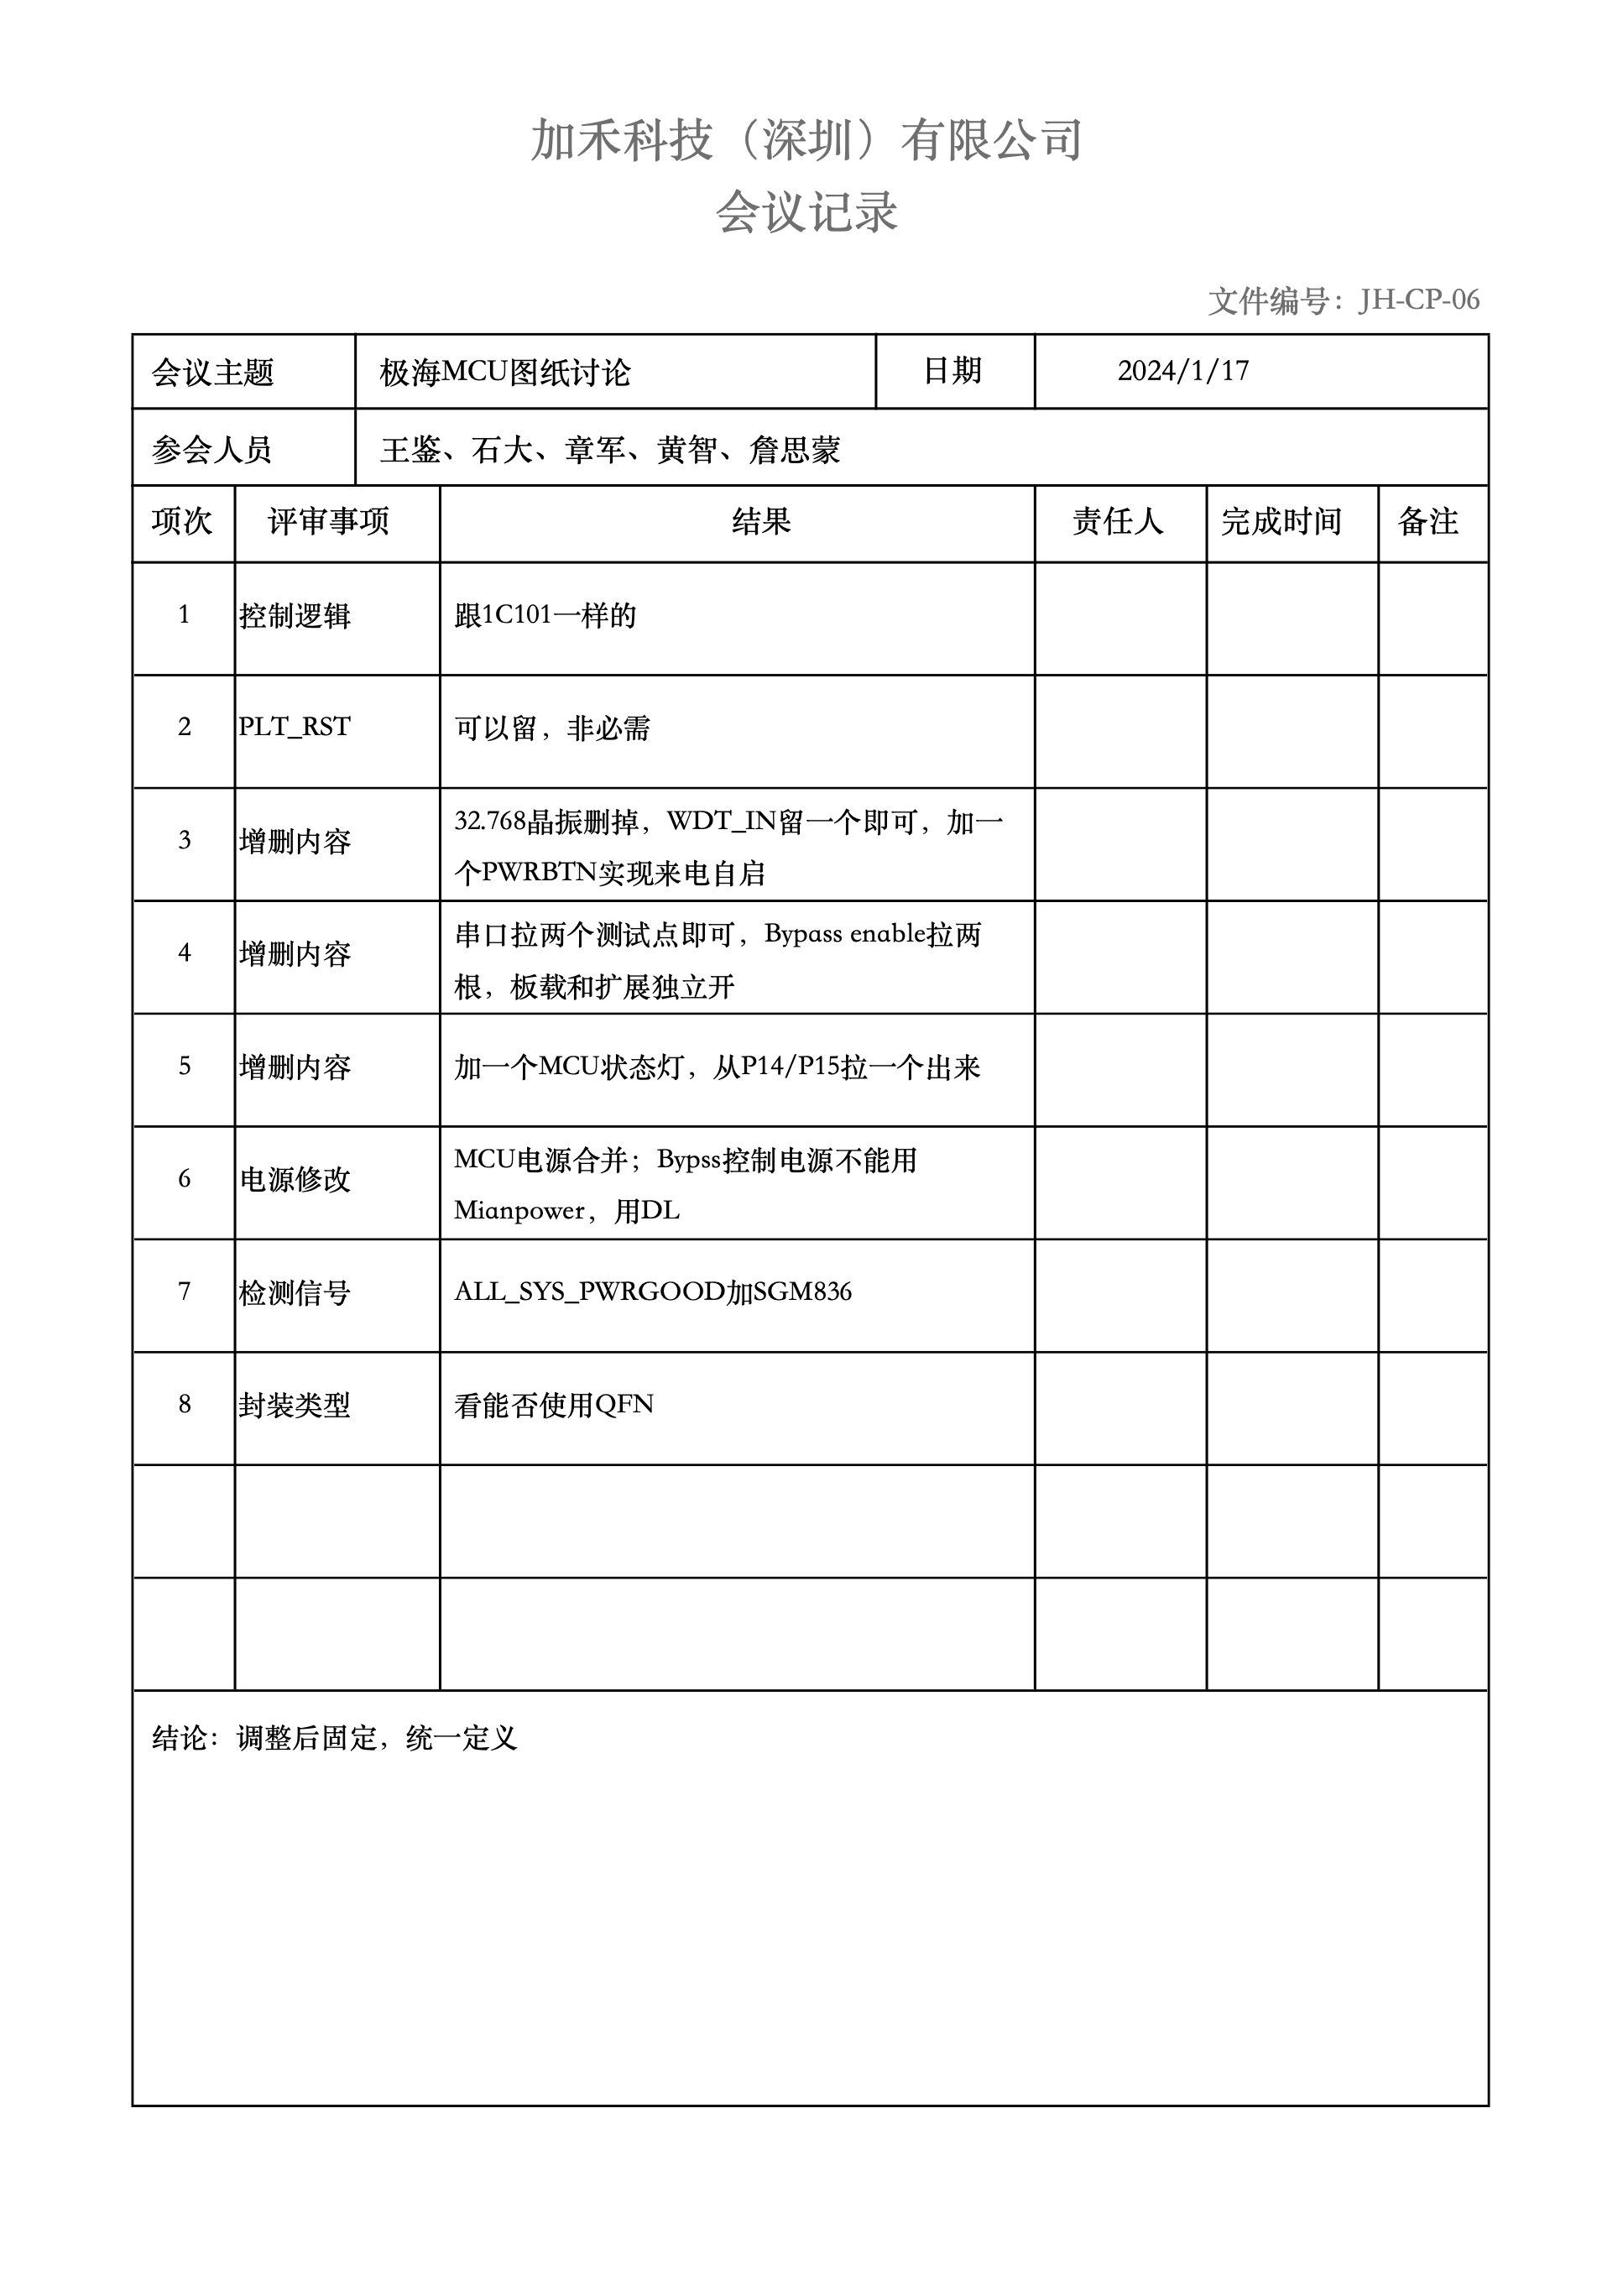 加禾科技（深圳）有限公司
会议记录
文件编号：JH-CP-06
会议主题 极海MCU图纸讨论 日期 2024/1/17
参会人员 王鉴、石大、章军、黄智、詹思蒙
项次 评审事项 结果 责任人 完成时间 备注
1 控制逻辑 跟1C101一样的
2 PLT_RST 可以留，非必需
3 增删内容 32.768晶振删掉，WDT_IN留一个即可，加一
个PWRBTN实现来电自启
4 增删内容 串口拉两个测试点即可，Bypass enable拉两
根，板载和扩展独立开
5 增删内容 加一个MCU状态灯，从P14/P15拉一个出来
6 电源修改 MCU电源合并；Bypss控制电源不能用
Mianpower，用DL
7 检测信号 ALL_SYS_PWRGOOD加SGM836
8 封装类型 看能否使用QFN
结论：调整后固定，统一定义